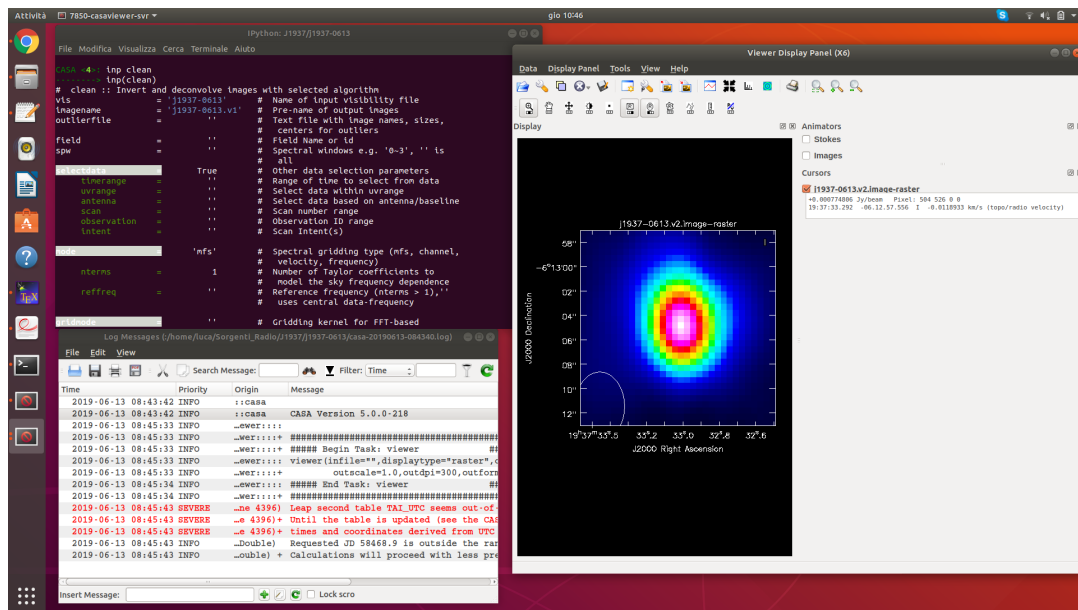 Attività
7850-casaviewer-svr
gio 10:46
IPython: J1937/j1937-0613
File Modifica Visualizza Cerca Terminale Aiuto
CASA <4>: inp clean
--------> inp(clean)
# clean :: Invert and deconvolve images with selected algorithm
vis = 'j1937-0613' # Name of input visibility file
imagename = 'j1937-0613.v1' # Pre-name of output images
outlierfile = '' # Text file with image names, sizes,
# centers for outliers
field = '' # Field Name or id
spw = '' # Spectral windows e.g. '0~3', '' is
# all
selectdata = True # Other data selection parameters
timerange = '' # Range of time to select from data
uvrange = '' # Select data within uvrange
antenna = '' # Select data based on antenna/baseline
scan = '' # Scan number range
observation = '' # Observation ID range
intent = '' # Scan Intent(s)
mode = 'mfs' # Spectral gridding type (mfs, channel,
# velocity, frequency)
nterms = 1 # Number of Taylor coefficients to
# model the sky frequency dependence
reffreq = '' # Reference frequency (nterms > 1),''
# uses central data-frequency
gridmode = '' # Gridding kernel for FFT-based
Log Messages (:/home/luca/Sorgenti_Radio/J1937/j1937-0613/casa-20190613-084340.log)
File Edit View
Search Message:
Filter: Time
Time Priority Origin Message
2019-06-13 08:43:42 INFO ::casa
2019-06-13 08:43:42 INFO ::casa CASA Version 5.0.0-218
2019-06-13 08:45:33 INFO …ewer::::
2019-06-13 08:45:33 INFO …wer::::+ ##########################################
2019-06-13 08:45:33 INFO …wer::::+ ##### Begin Task: viewer ##
2019-06-13 08:45:33 INFO …ewer:::: viewer(infile="",displaytype="raster",c
2019-06-13 08:45:33 INFO …wer::::+ outscale=1.0,outdpi=300,outform
2019-06-13 08:45:34 INFO …ewer:::: ##### End Task: viewer ##
2019-06-13 08:45:34 INFO …wer::::+ ##########################################
2019-06-13 08:45:43 SEVERE …ne 4396) Leap second table TAI_UTC seems out-of-
2019-06-13 08:45:43 SEVERE …e 4396)+ Until the table is updated (see the CAS
2019-06-13 08:45:43 SEVERE …e 4396)+ times and coordinates derived from UTC
2019-06-13 08:45:43 INFO …Double) Requested JD 58468.9 is outside the ran
2019-06-13 08:45:43 INFO …ouble) + Calculations will proceed with less pre
Insert Message:
Lock scro
Viewer Display Panel (X6)
Data Display Panel Tools View Help
Display
j1937-0613.v2.image-raster
58"
-6°13'00"
02"
04"
06"
08"
10"
12"
J2000 Declination
19ʰ37ᵐ33ˢ.5 33ˢ.2 33ˢ.0 32ˢ.8 32ˢ.6
J2000 Right Ascension
Animators
Stokes
Images
Cursors
j1937-0613.v2.image-raster
+0.000774806 Jy/beam Pixel: 504 526 0 0
19:37:33.292 -06.12.57.556 I -0.0118933 km/s (topo/radio velocity)